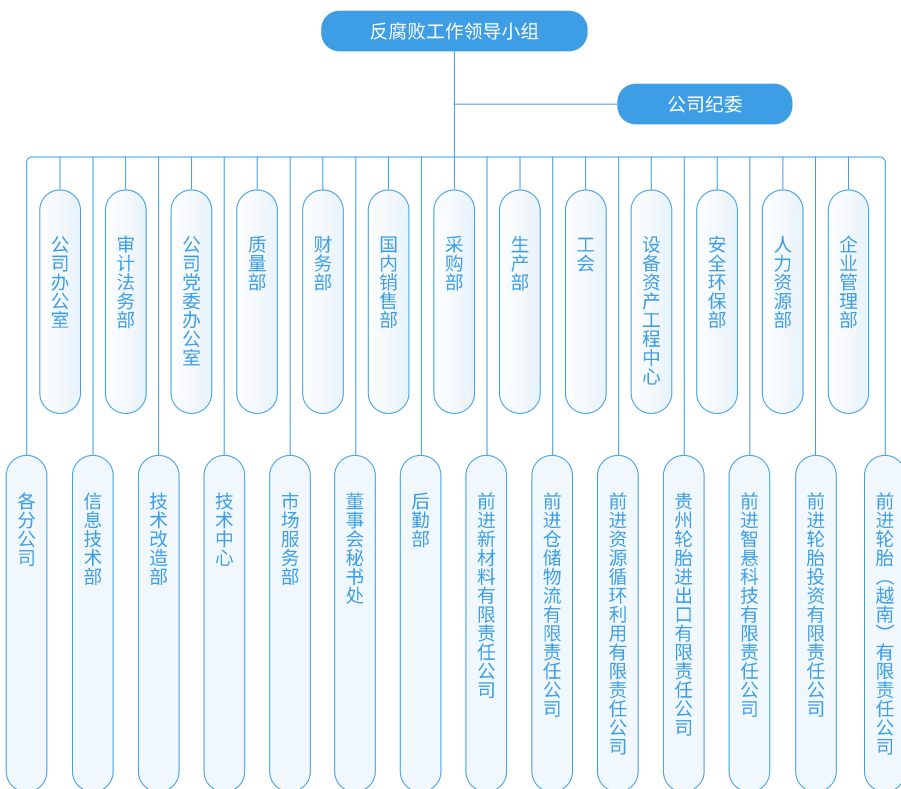 反腐败工作领导小组
公司纪委
公司办公室
审计法务部
公司党委办公室
质量部
财务部
国内销售部
采购部
生产部
工会
设备资产工程中心
安全环保部
人力资源部
企业管理部
各分公司
信息技术部
技术改造部
技术中心
市场服务部
董事会秘书处
后勤部
前进新材料有限责任公司
前进仓储物流有限责任公司
前进资源循环利用有限责任公司
贵州轮胎进出口有限责任公司
前进智悬科技有限责任公司
前进轮胎投资有限责任公司
前进轮胎（越南）有限责任公司